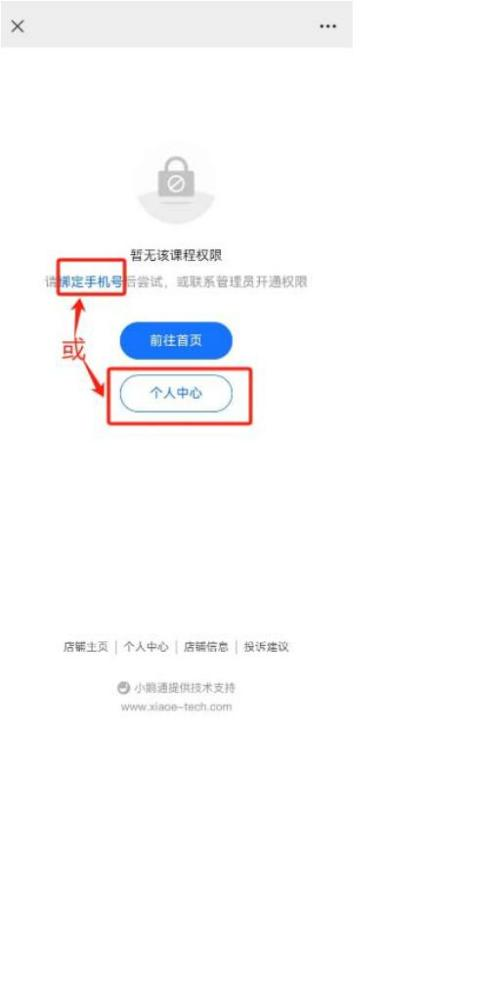 暂无该课程权限
请绑定手机号后尝试，或联系管理员开通权限
前往首页
或
个人中心
店铺主页 | 个人中心 | 店铺信息 | 投诉建议
小鹅通提供技术支持
www.xiaoe-tech.com